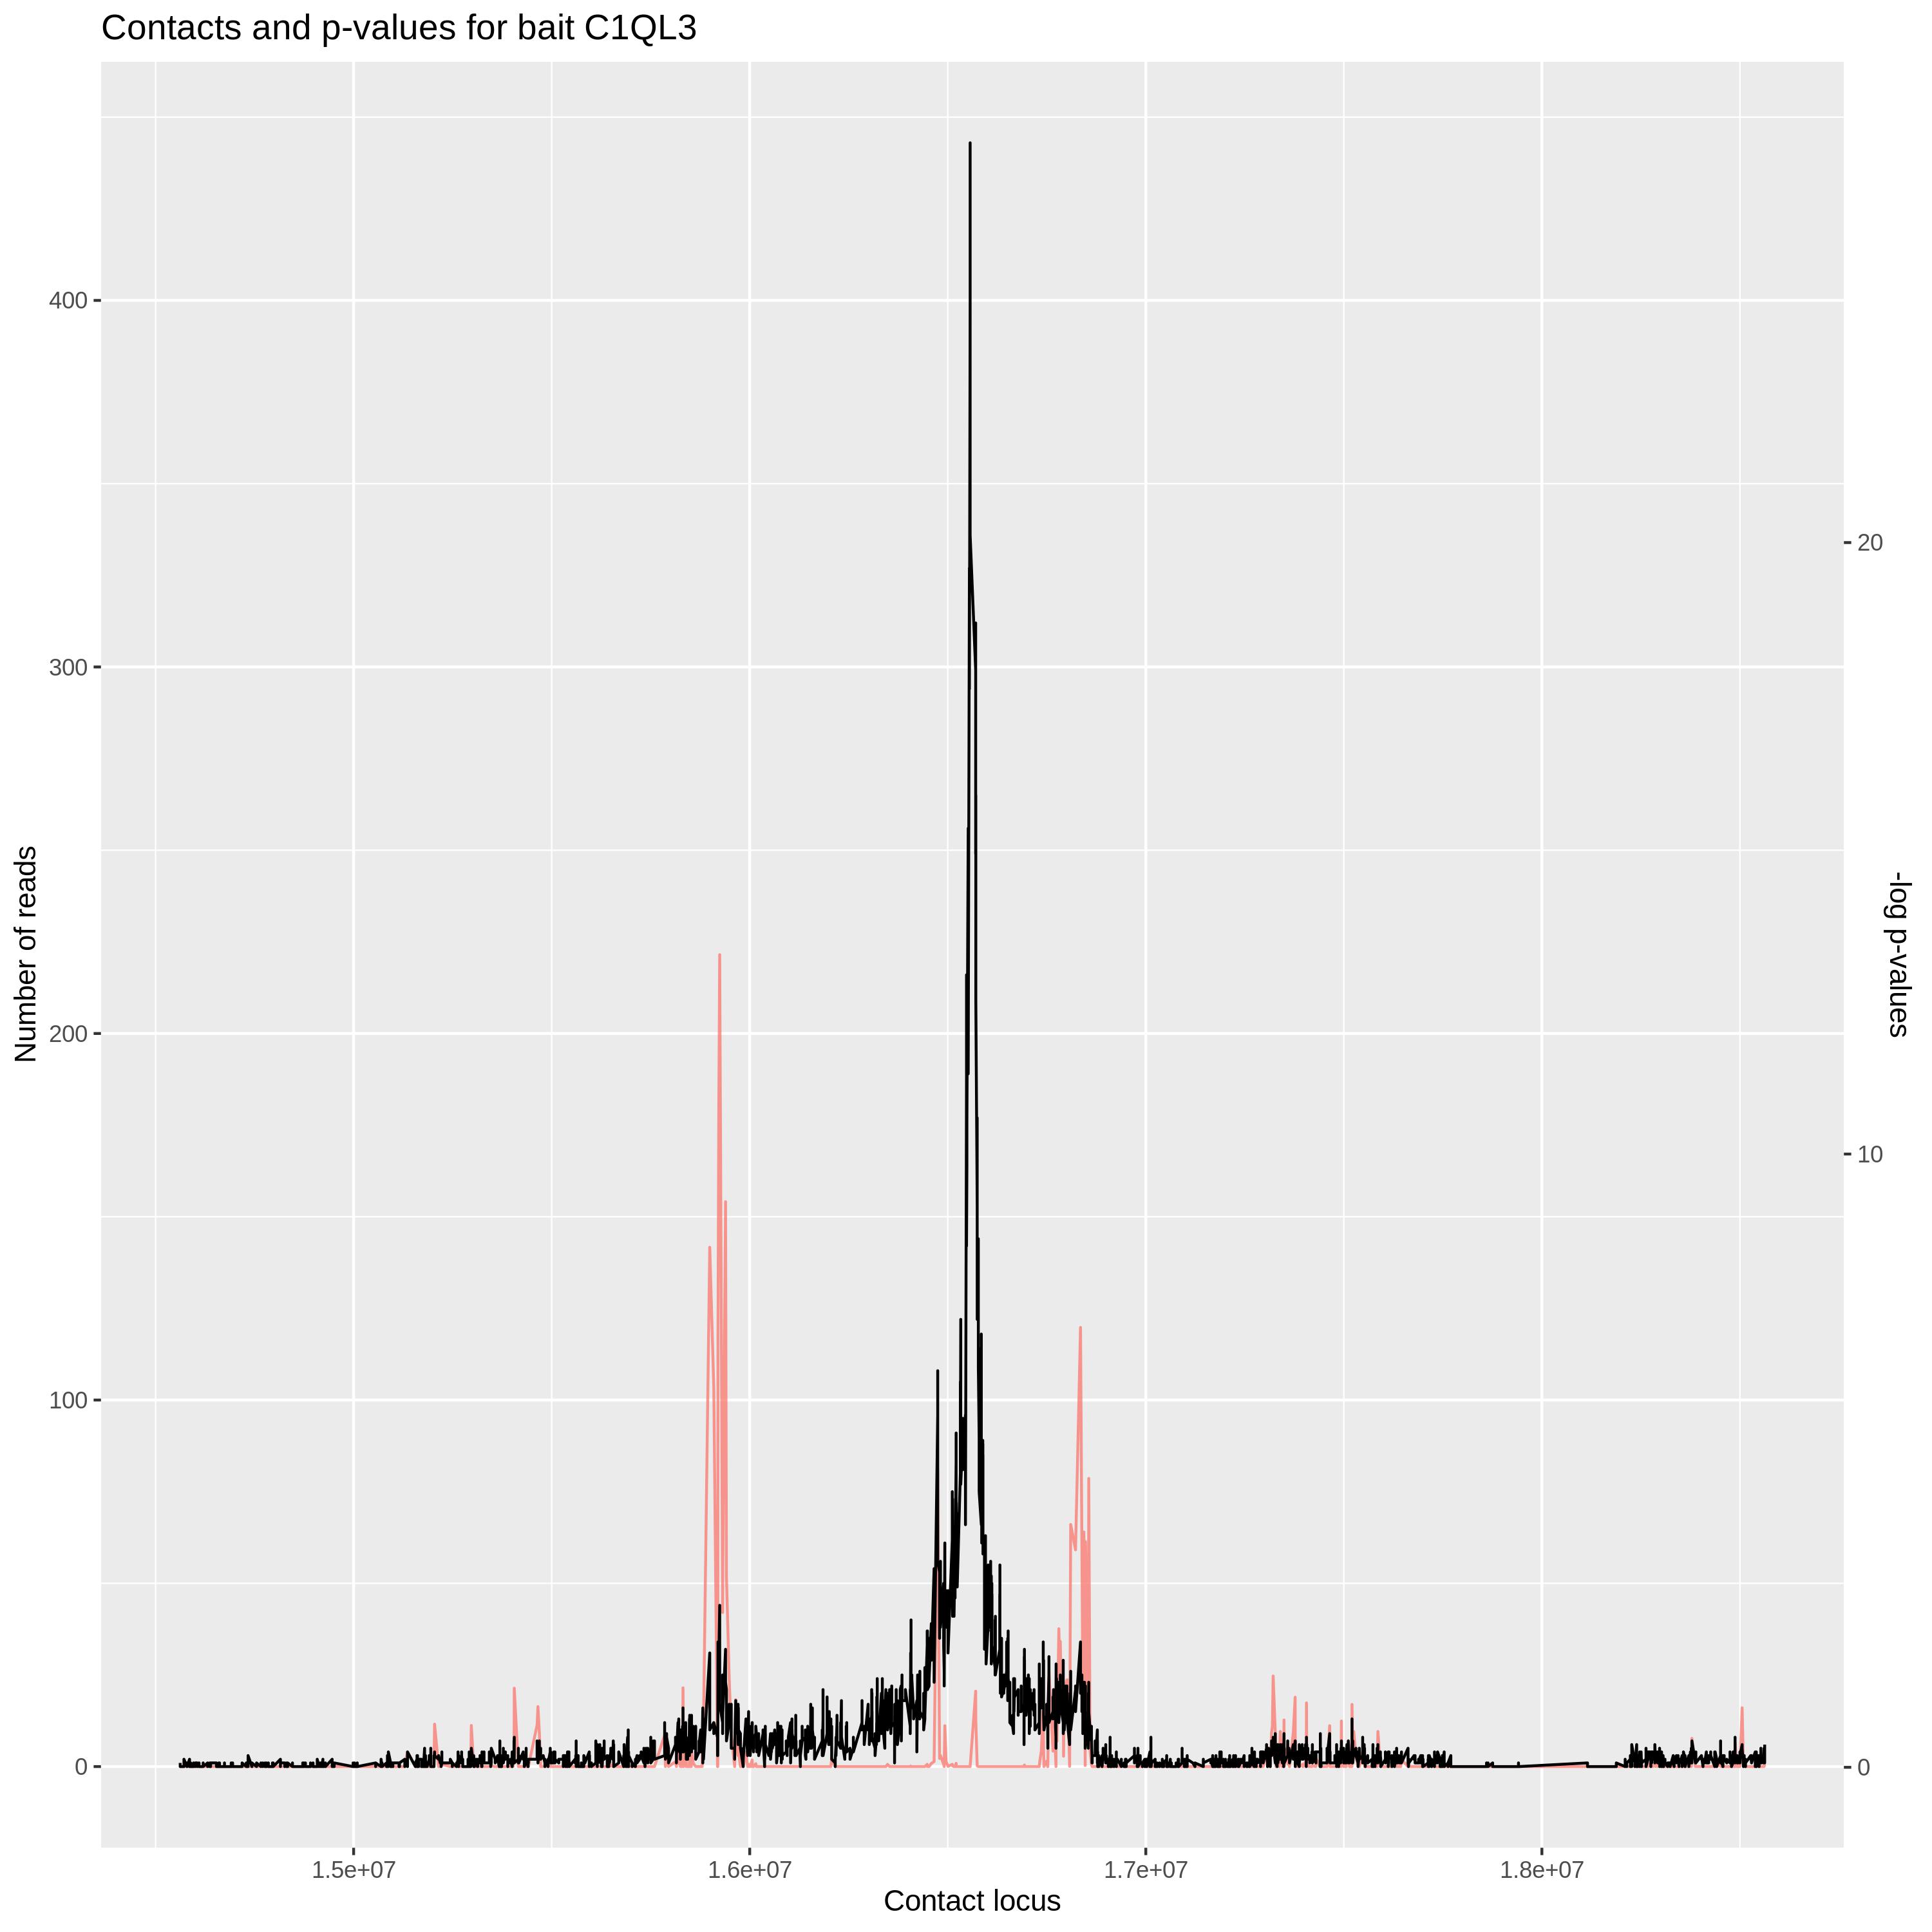 Contacts and p-values for bait C1QL3
Number of reads
400
300
200
100
0
20
10
0
-log p-values
1.5e+07
1.6e+07
1.7e+07
1.8e+07
Contact locus